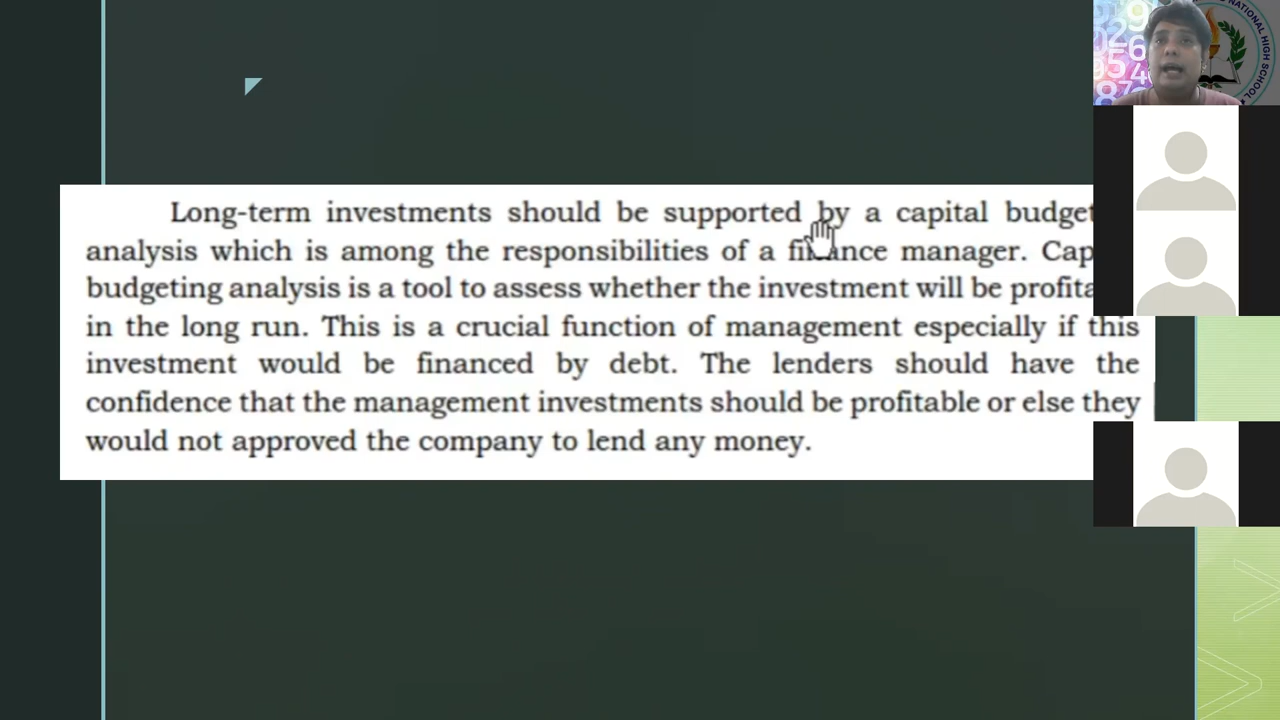 Long-term investments should be supported by a capital budget
analysis which is among the responsibilities of a finance manager. Cap
budgeting analysis is a tool to assess whether the investment will be profita
in the long run. This is a crucial function of management especially if this
investment would be financed by debt. The lenders should have the
confidence that the management investments should be profitable or else they
would not approved the company to lend any money.
NATIONAL HIGH SCHOOL